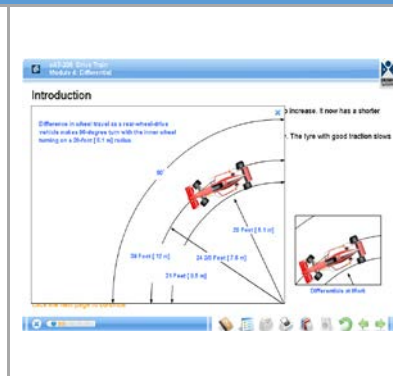 Drive Train
Module 4: Differential
Introduction
o increase. It now has a shorter
Difference in wheel travel as a rear-wheel-drive
vehicle makes 90-degree turn with the inner wheel
turning on a 20-foot [ 6.1 m] radius.
. The tyre with good traction slows
90°
20 Feet [ 6.1 m]
39 Feet [ 12 m]
24 2/3 Feet [ 7.5 m]
31 Feet [ 9.5 m]
Differentials at Work